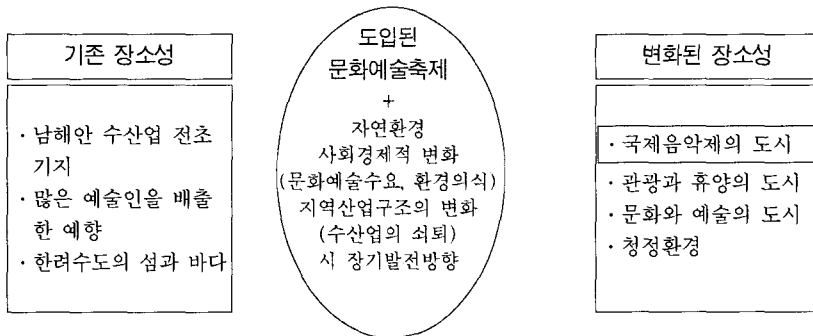 기존 장소성
· 남해안 수산업 전초
기지
· 많은 예술인을 배출
한 예향
· 한려수도의 섬과 바다
도입된
문화예술축제
+
자연환경
사회경제적 변화
(문화예술수요, 환경의식)
지역산업구조의 변화
(수산업의 쇠퇴)
시 장기발전방향
변화된 장소성
· 국제음악제의 도시
· 관광과 휴양의 도시
· 문화와 예술의 도시
· 청정환경